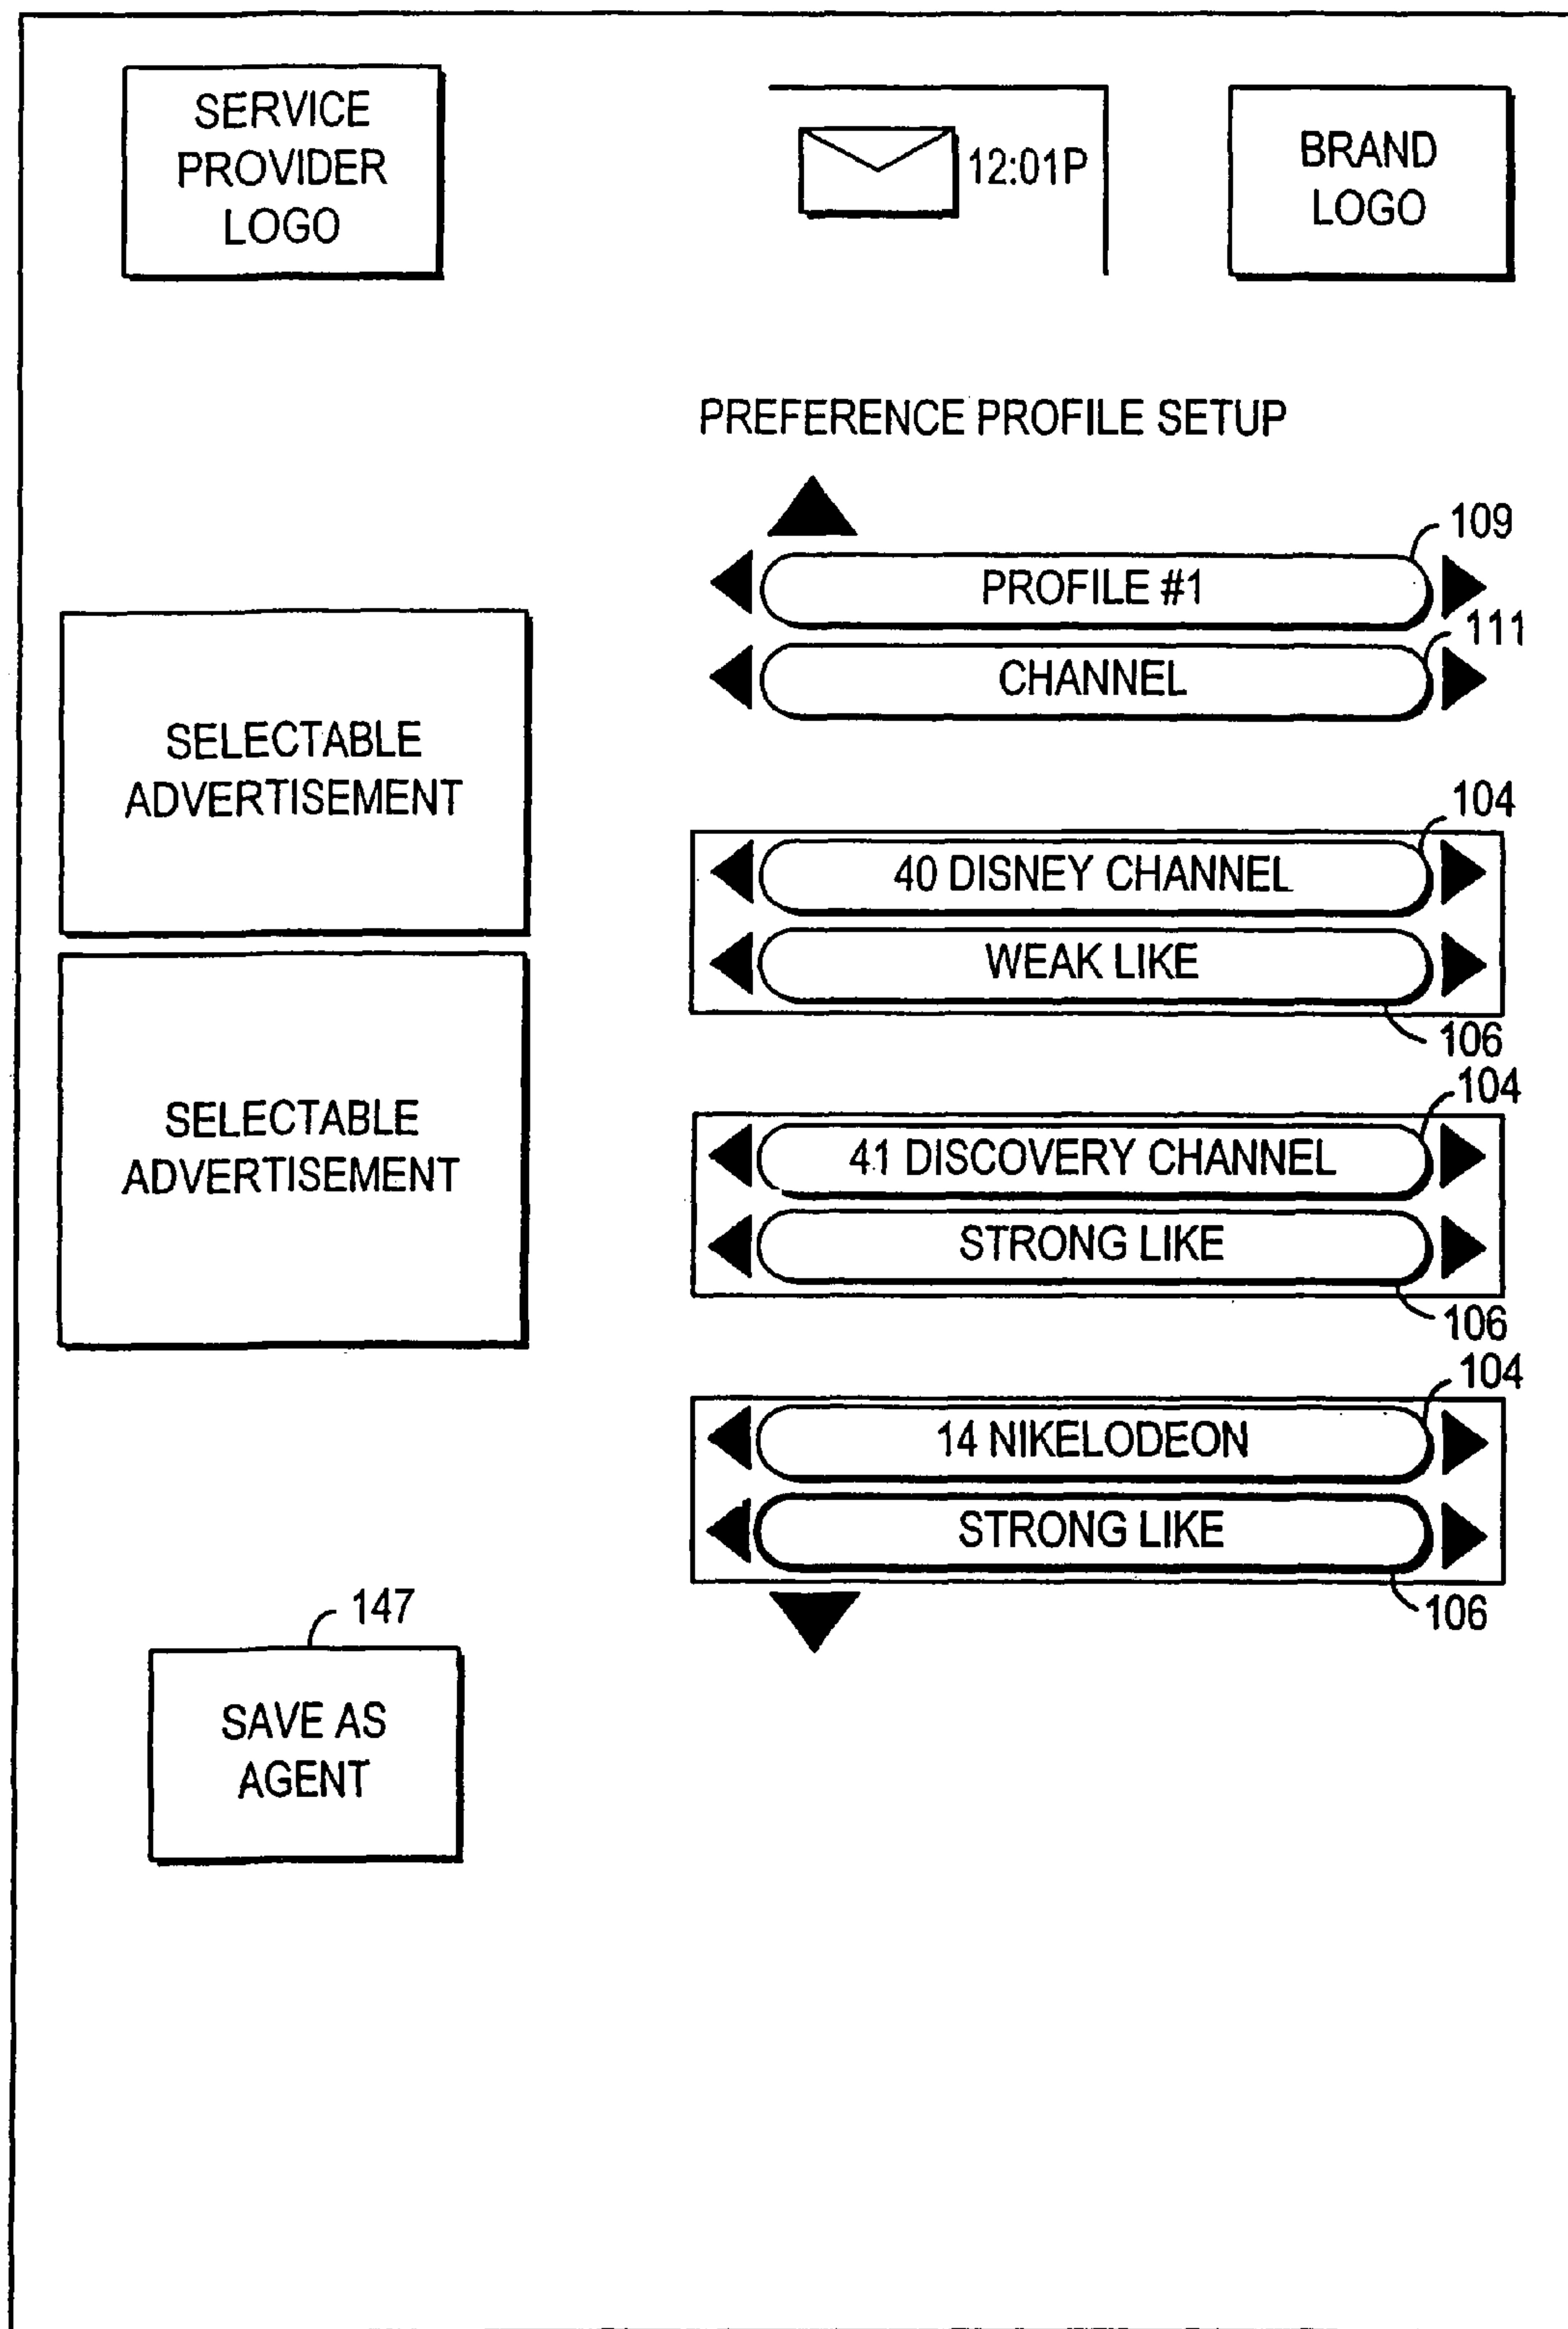 SERVICE
PROVIDER
LOGO
12:01P
BRAND
LOGO
PREFERENCE PROFILE SETUP
109
PROFILE #1
111
CHANNEL
SELECTABLE
ADVERTISEMENT
104
40 DISNEY CHANNEL
WEAK LIKE
106
SELECTABLE
ADVERTISEMENT
104
41 DISCOVERY CHANNEL
STRONG LIKE
106
104
14 NIKELODEON
STRONG LIKE
106
147
SAVE AS
AGENT